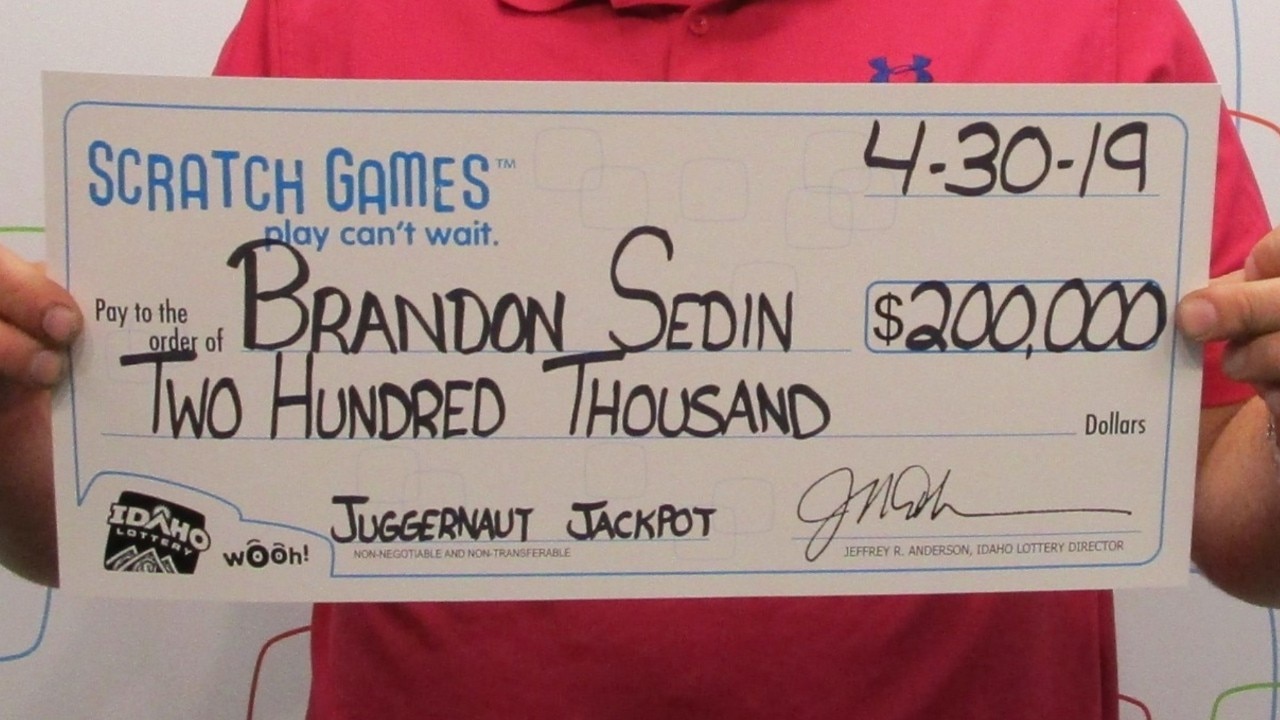 SCRATCH GAMES™
play can't wait.
4-30-19
Pay to the
order of BRANDON SEDIN $200,000
TWO HUNDRED THOUSAND Dollars
IDAHO
LOTTERY
wôôh!
JUGGERNAUT JACKPOT
NON-NEGOTIABLE AND NON-TRANSFERABLE
JEFFREY R. ANDERSON, IDAHO LOTTERY DIRECTOR